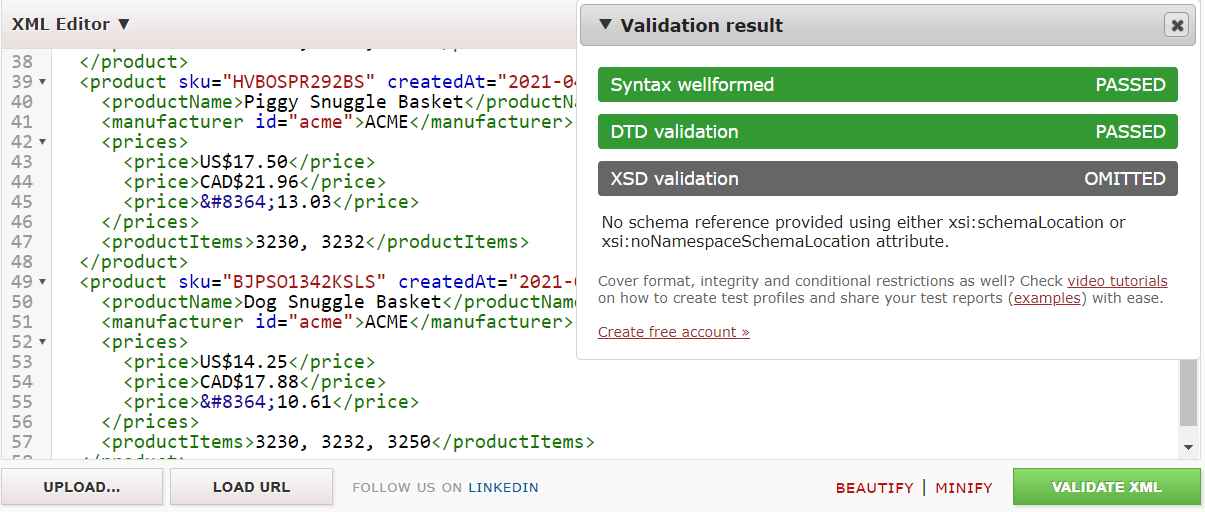 XML Editor ▼
▼ Validation result
38 </product>
39 ▼ <product sku="HVBOSPR292BS" createdAt="2021-04
40 <productName>Piggy Snuggle Basket</productNa
41 <manufacturer id="acme">ACME</manufacturer>
42 ▼ <prices>
43 <price>US$17.50</price>
44 <price>CAD$21.96</price>
45 <price>&#8364;13.03</price>
46 </prices>
47 <productItems>3230, 3232</productItems>
48 </product>
49 ▼ <product sku="BJPSO1342KSLS" createdAt="2021-
50 <productName>Dog Snuggle Basket</productName
51 <manufacturer id="acme">ACME</manufacturer>
52 ▼ <prices>
53 <price>US$14.25</price>
54 <price>CAD$17.88</price>
55 <price>&#8364;10.61</price>
56 </prices>
57 <productItems>3230, 3232, 3250</productItems>
58 </product>
Syntax wellformed PASSED
DTD validation PASSED
XSD validation OMITTED
No schema reference provided using either xsi:schemaLocation or
xsi:noNamespaceSchemaLocation attribute.
Cover format, integrity and conditional restrictions as well? Check video tutorials
on how to create test profiles and share your test reports (examples) with ease.
Create free account »
UPLOAD... LOAD URL FOLLOW US ON LINKEDIN BEAUTIFY | MINIFY VALIDATE XML